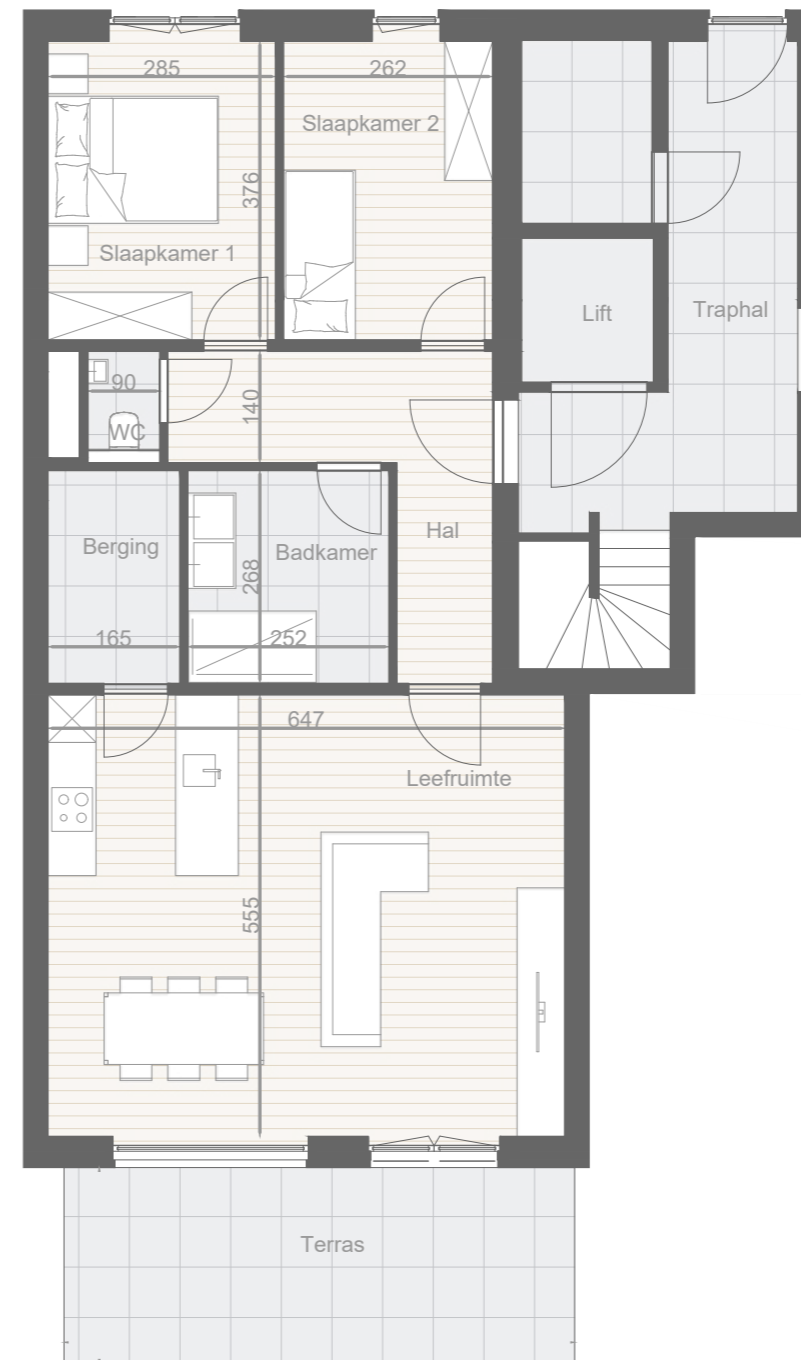 285
262
Slaapkamer 2
376
Slaapkamer 1
Lift
Traphal
90
WC
140
Hal
Berging
Badkamer
268
165
252
647
Leefruimte
555
Terras